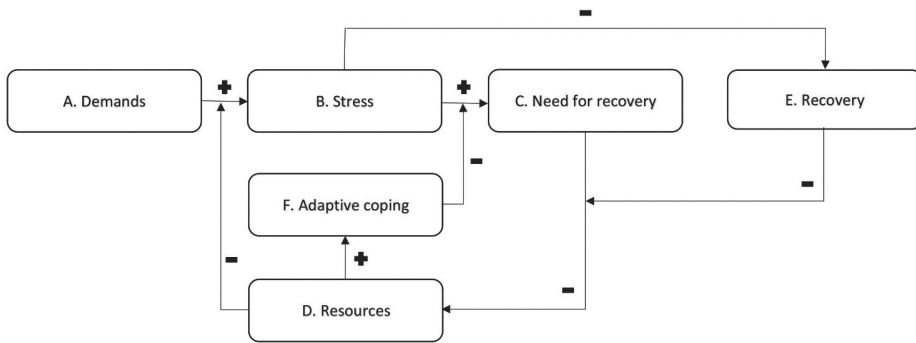 -
A. Demands
+
B. Stress
+
C. Need for recovery
E. Recovery
-
-
F. Adaptive coping
-
+
-
D. Resources